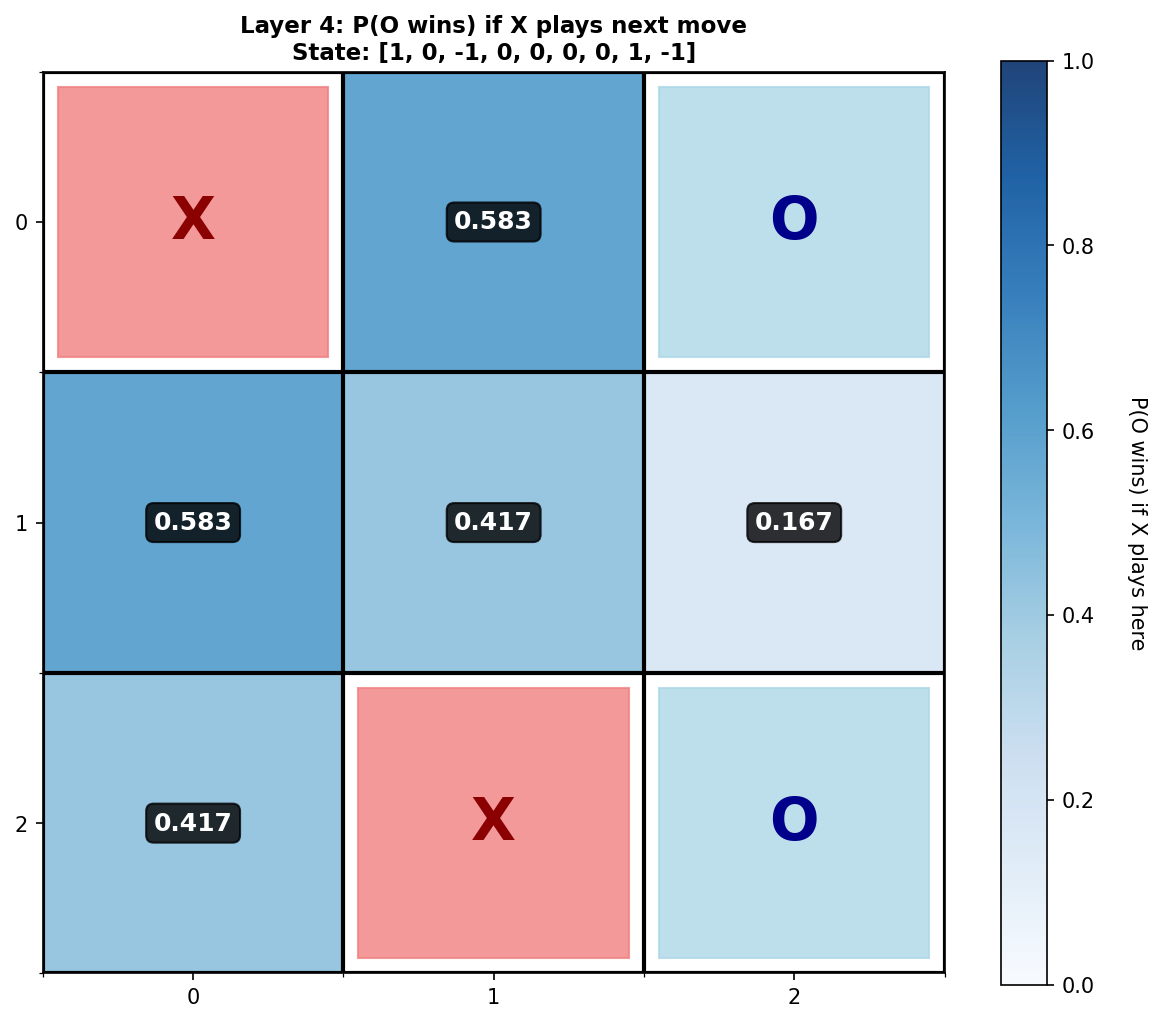 Layer 4: P(O wins) if X plays next move
State: [1, 0, -1, 0, 0, 0, 0, 1, -1]
0
X
0.583
O
1
0.583
0.417
0.167
2
0.417
X
O
0
1
2
1.0
0.8
0.6
0.4
0.2
0.0
P(O wins) if X plays here